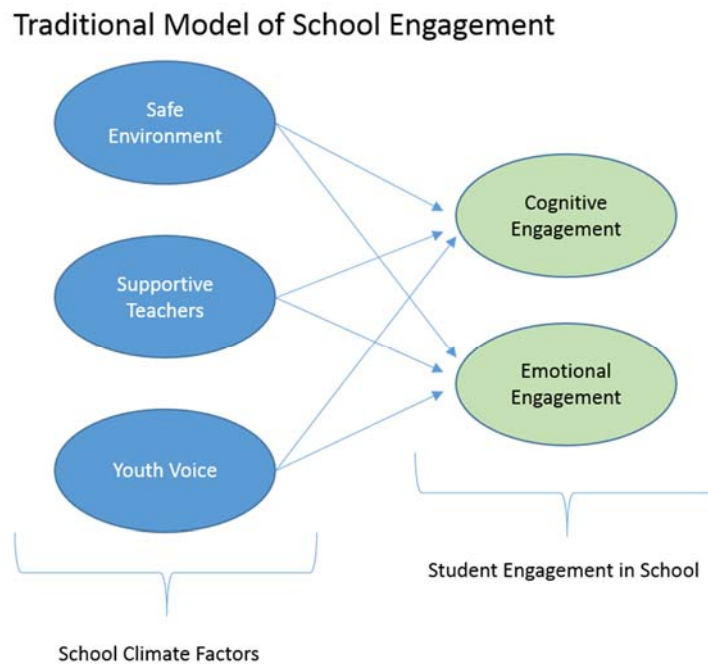 Traditional Model of School Engagement
Safe
Environment
Cognitive
Engagement
Supportive
Teachers
Emotional
Engagement
Youth Voice
Student Engagement in School
School Climate Factors